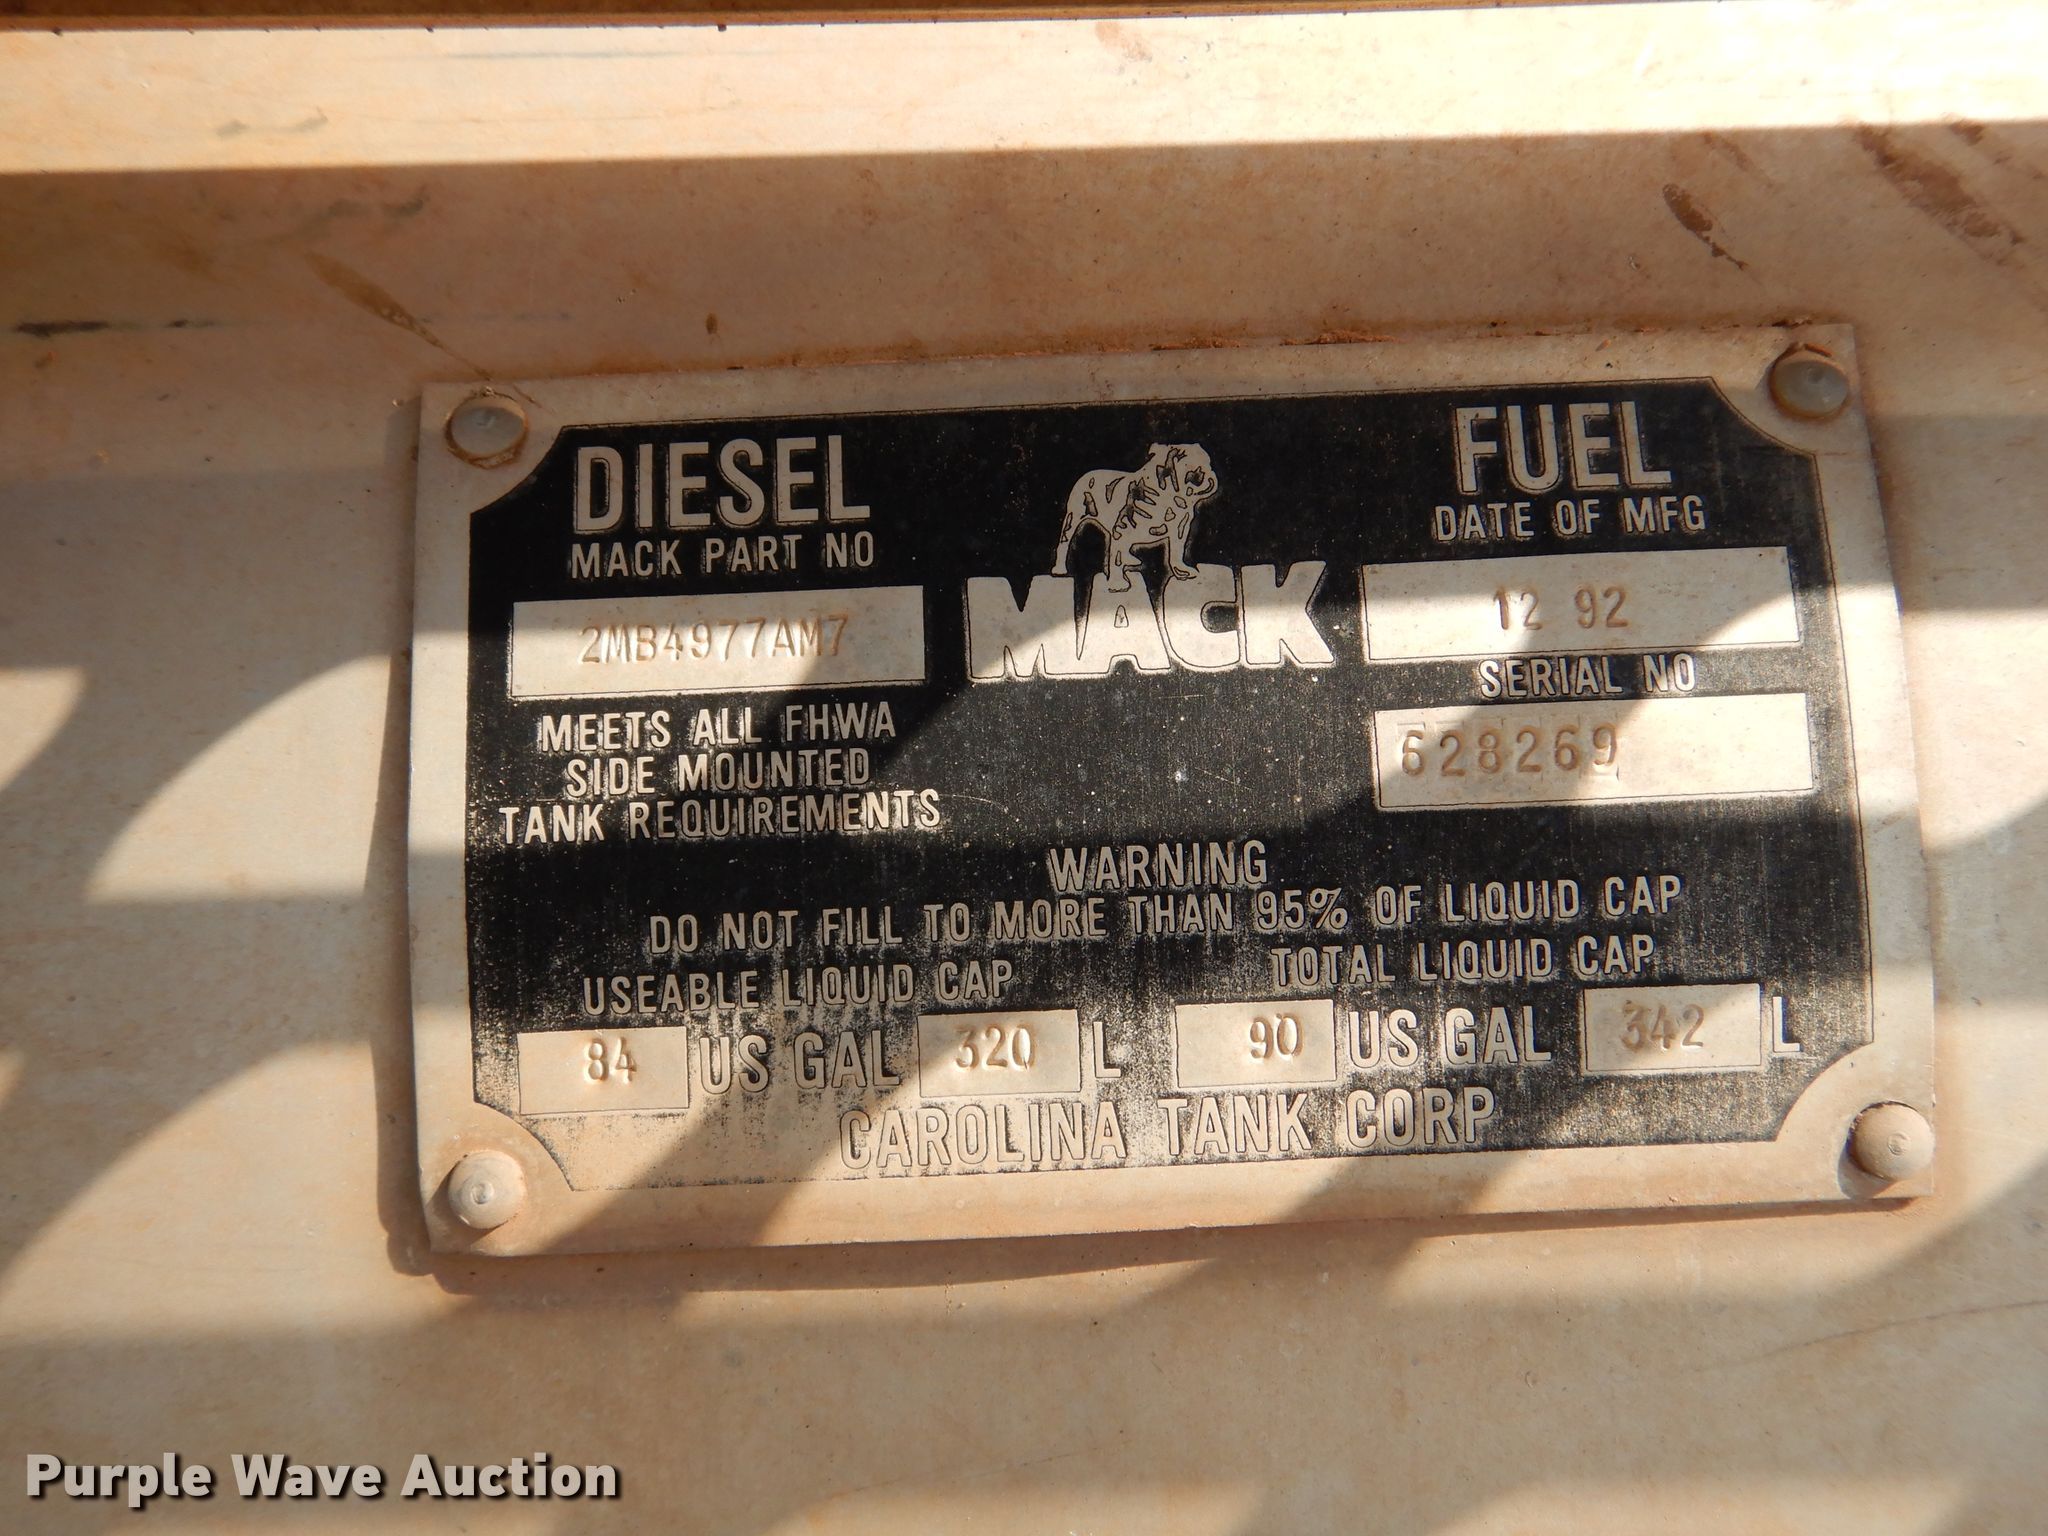 DIESEL FUEL
MACK PART NO
DATE OF MFG
2MB4977AM7
MACK
12 92
SERIAL NO
628269
MEETS ALL FHWA
SIDE MOUNTED
TANK REQUIREMENTS
WARNING
DO NOT FILL TO MORE THAN 95% OF LIQUID CAP
USEABLE LIQUID CAP TOTAL LIQUID CAP
84 US GAL 320 L 90 US GAL 342 L
CAROLINA TANK CORP
Purple Wave Auction